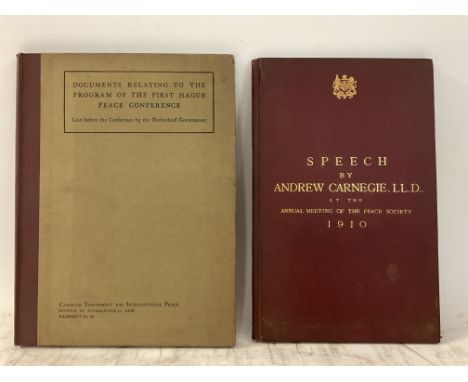 DOCUMENTS RELATING TO THE
PROGRAM OF THE FIRST HAGUE
PEACE CONFERENCE
Laid before the Conference by the Netherland Government
CARNEGIE ENDOWMENT FOR INTERNATIONAL PEACE
DIVISION OF INTERNATIONAL LAW
PAMPHLET No.
SPEECH
BY
ANDREW CARNEGIE, LL.D.,
AT THE
ANNUAL MEETING OF THE PEACE SOCIETY
1910